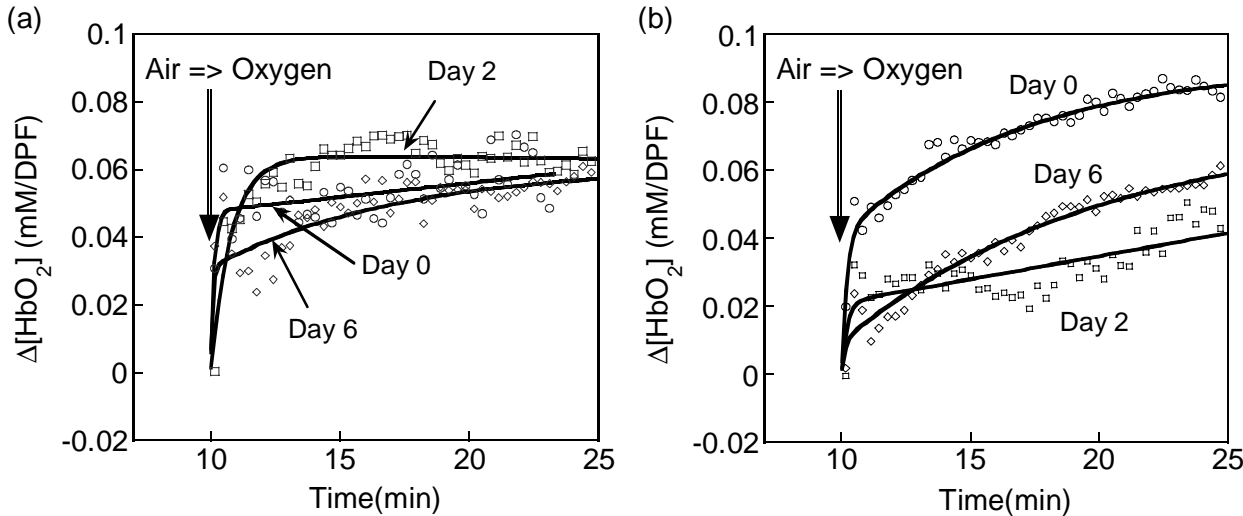 (a)
0.1
0.08
0.06
0.04
0.02
0
-0.02
Δ[HbO2] (mM/DPF)
Air => Oxygen
Day 2
Day 0
Day 6
10
15
20
25
Time(min)
(b)
0.1
0.08
0.06
0.04
0.02
0
-0.02
Δ[HbO2] (mM/DPF)
Air => Oxygen
Day 0
Day 6
Day 2
10
15
20
25
Time(min)